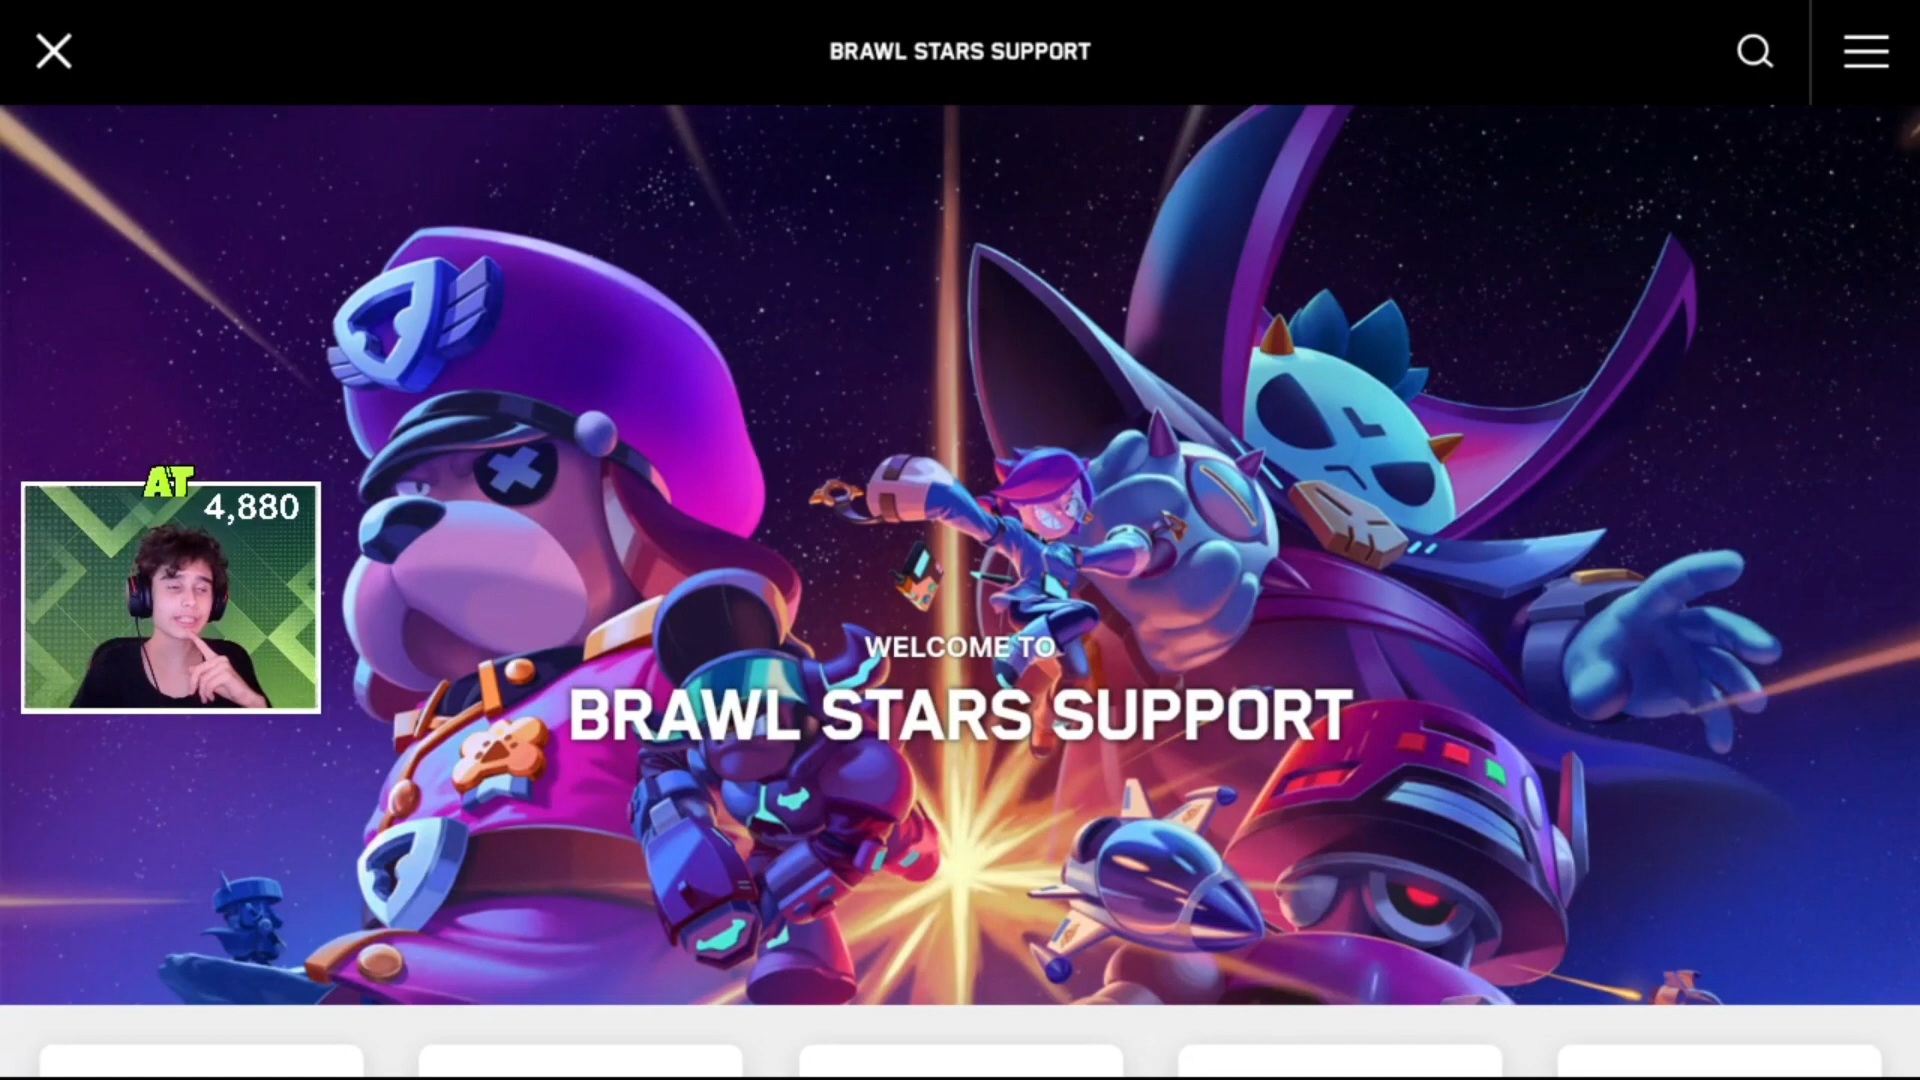 BRAWL STARS SUPPORT
AT
4,880
WELCOME TO
BRAWL STARS SUPPORT